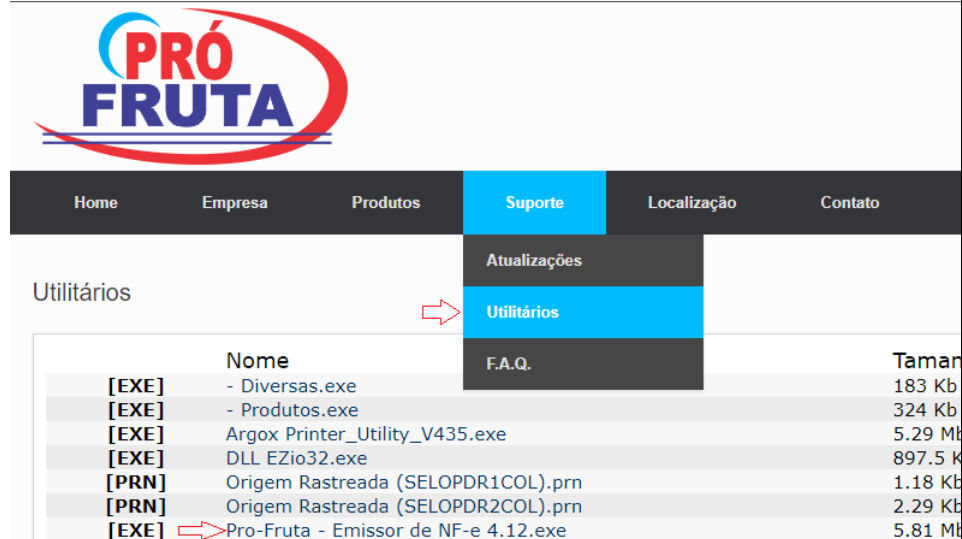 PRÓ
FRUTA
Home Empresa Produtos Suporte Localização Contato
Atualizações
Utilitários
F.A.Q.
Utilitários
Nome Taman
[EXE] - Diversas.exe 183 Kb
[EXE] - Produtos.exe 324 Kb
[EXE] Argox Printer_Utility_V435.exe 5.29 Mb
[EXE] DLL EZio32.exe 897.5 K
[PRN] Origem Rastreada (SELOPDR1COL).prn 1.18 Kb
[PRN] Origem Rastreada (SELOPDR2COL).prn 2.29 Kb
[EXE] Pro-Fruta - Emissor de NF-e 4.12.exe 5.81 Mb